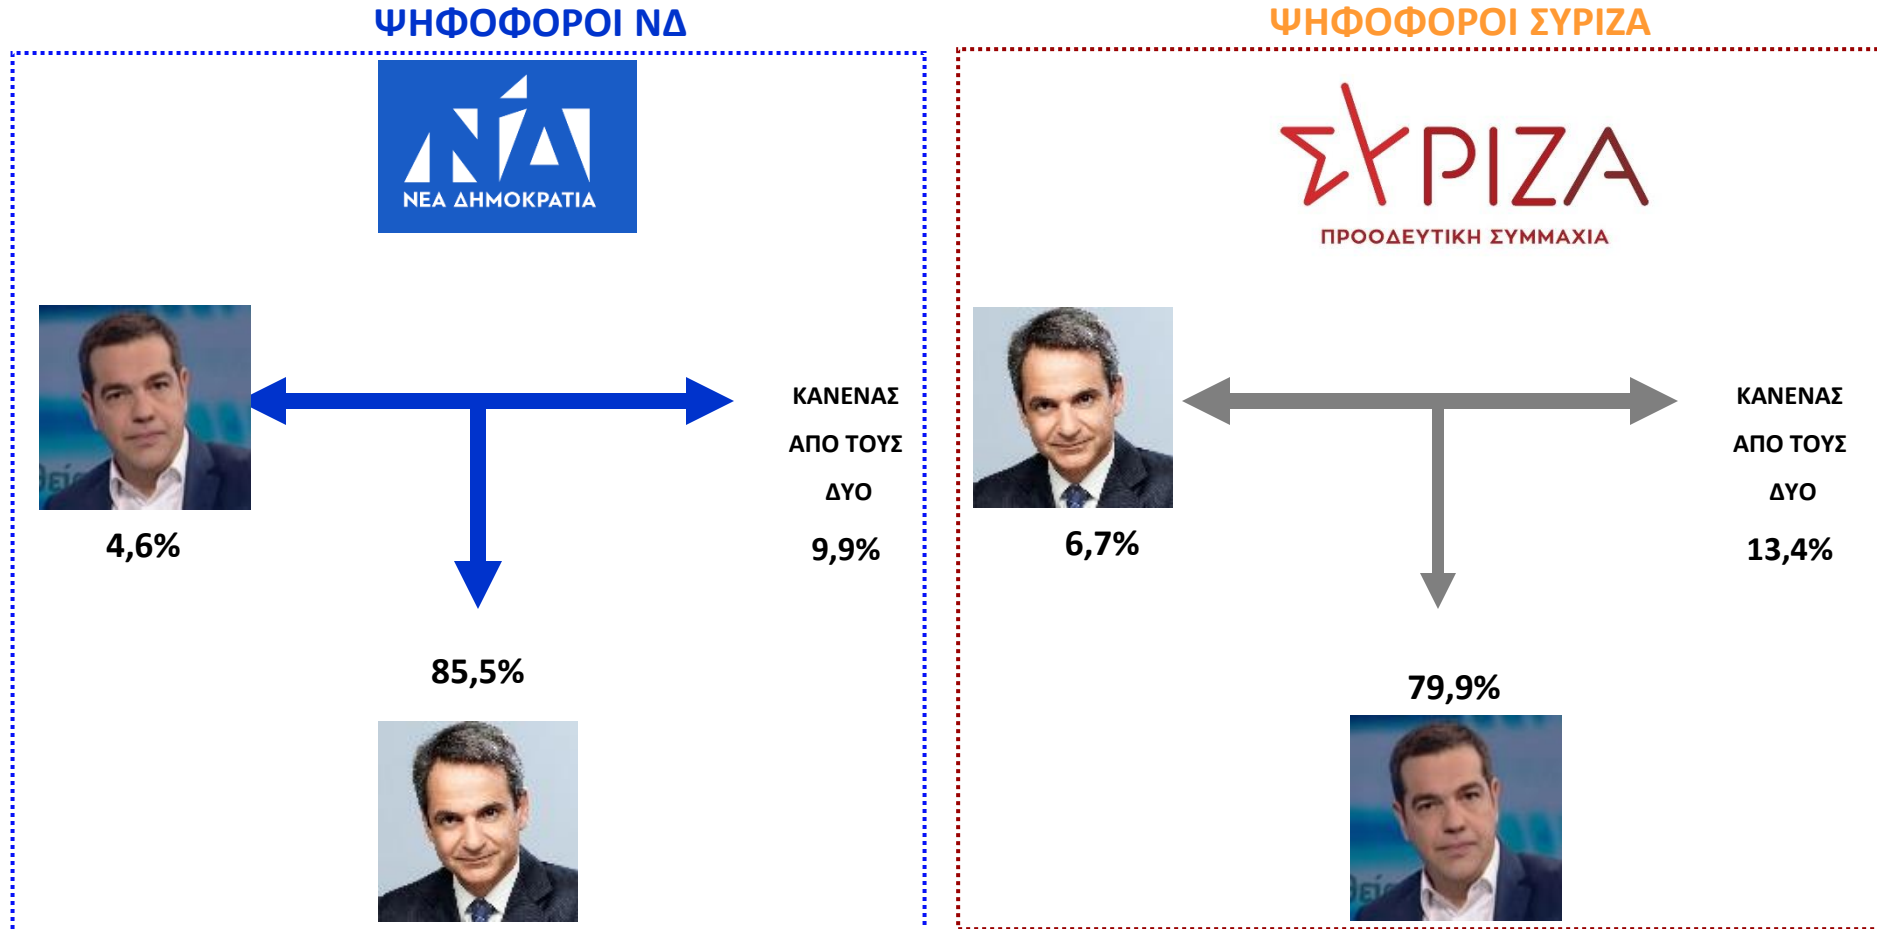 ΨΗΦΟΦΟΡΟΙ ΝΔ
ΝΔ
ΝΕΑ ΔΗΜΟΚΡΑΤΙΑ
4,6%
ΚΑΝΕΝΑΣ
ΑΠΟ ΤΟΥΣ
ΔΥΟ
9,9%
85,5%
ΨΗΦΟΦΟΡΟΙ ΣΥΡΙΖΑ
ΣΥΡΙΖΑ
ΠΡΟΟΔΕΥΤΙΚΗ ΣΥΜΜΑΧΙΑ
6,7%
ΚΑΝΕΝΑΣ
ΑΠΟ ΤΟΥΣ
ΔΥΟ
13,4%
79,9%